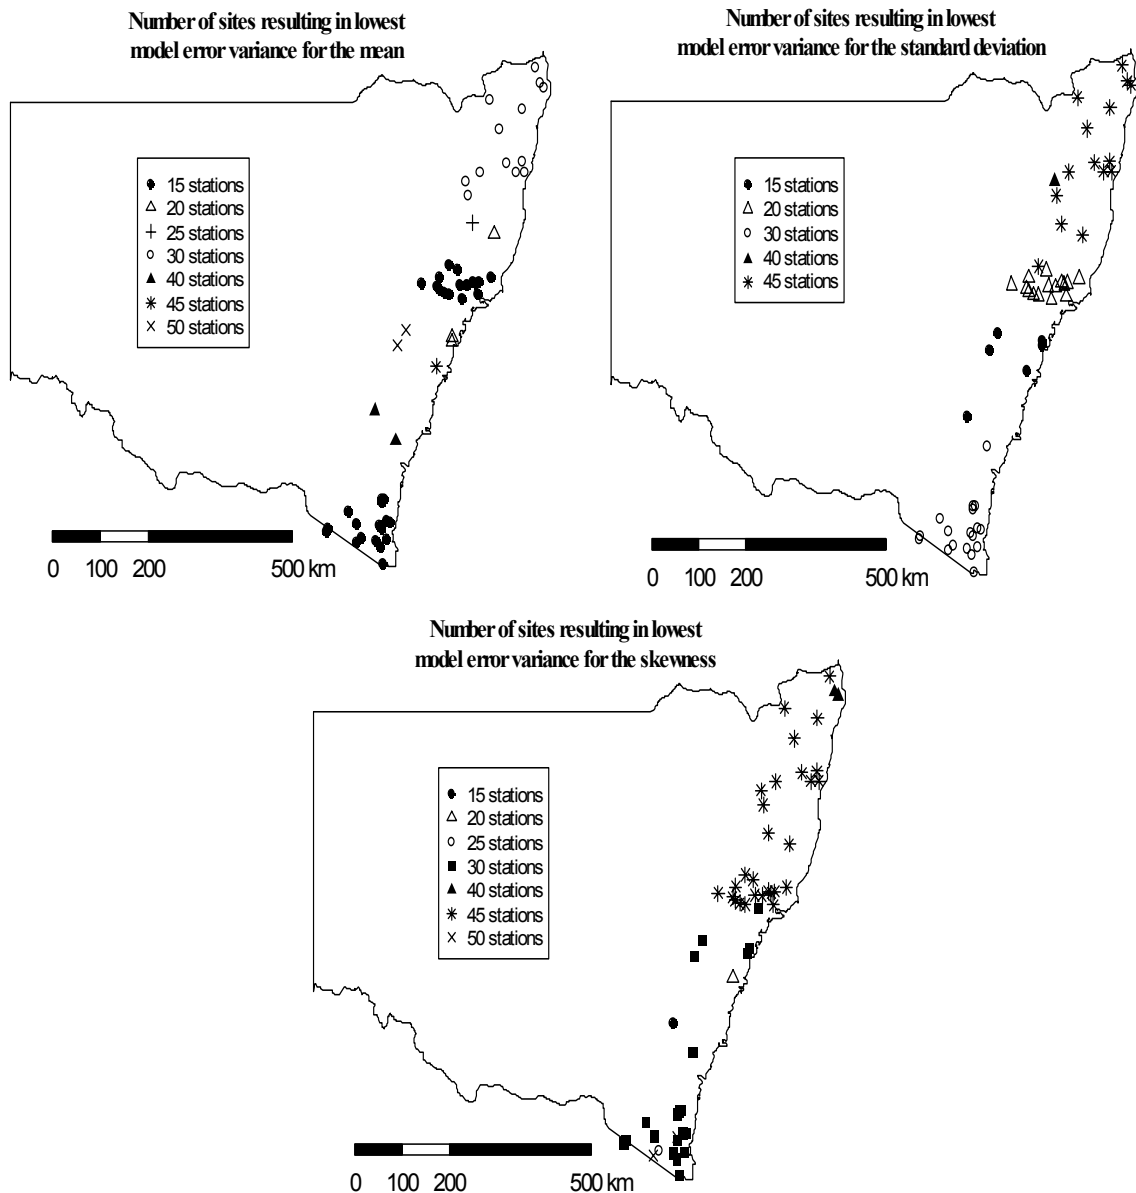 Number of sites resulting in lowest
model error variance for the mean
15 stations
20 stations
25 stations
30 stations
40 stations
45 stations
50 stations
0 100 200 500 km
Number of sites resulting in lowest
model error variance for the standard deviation
15 stations
20 stations
30 stations
40 stations
45 stations
0 100 200 500 km
Number of sites resulting in lowest
model error variance for the skewness
15 stations
20 stations
25 stations
30 stations
40 stations
45 stations
50 stations
0 100 200 500 km